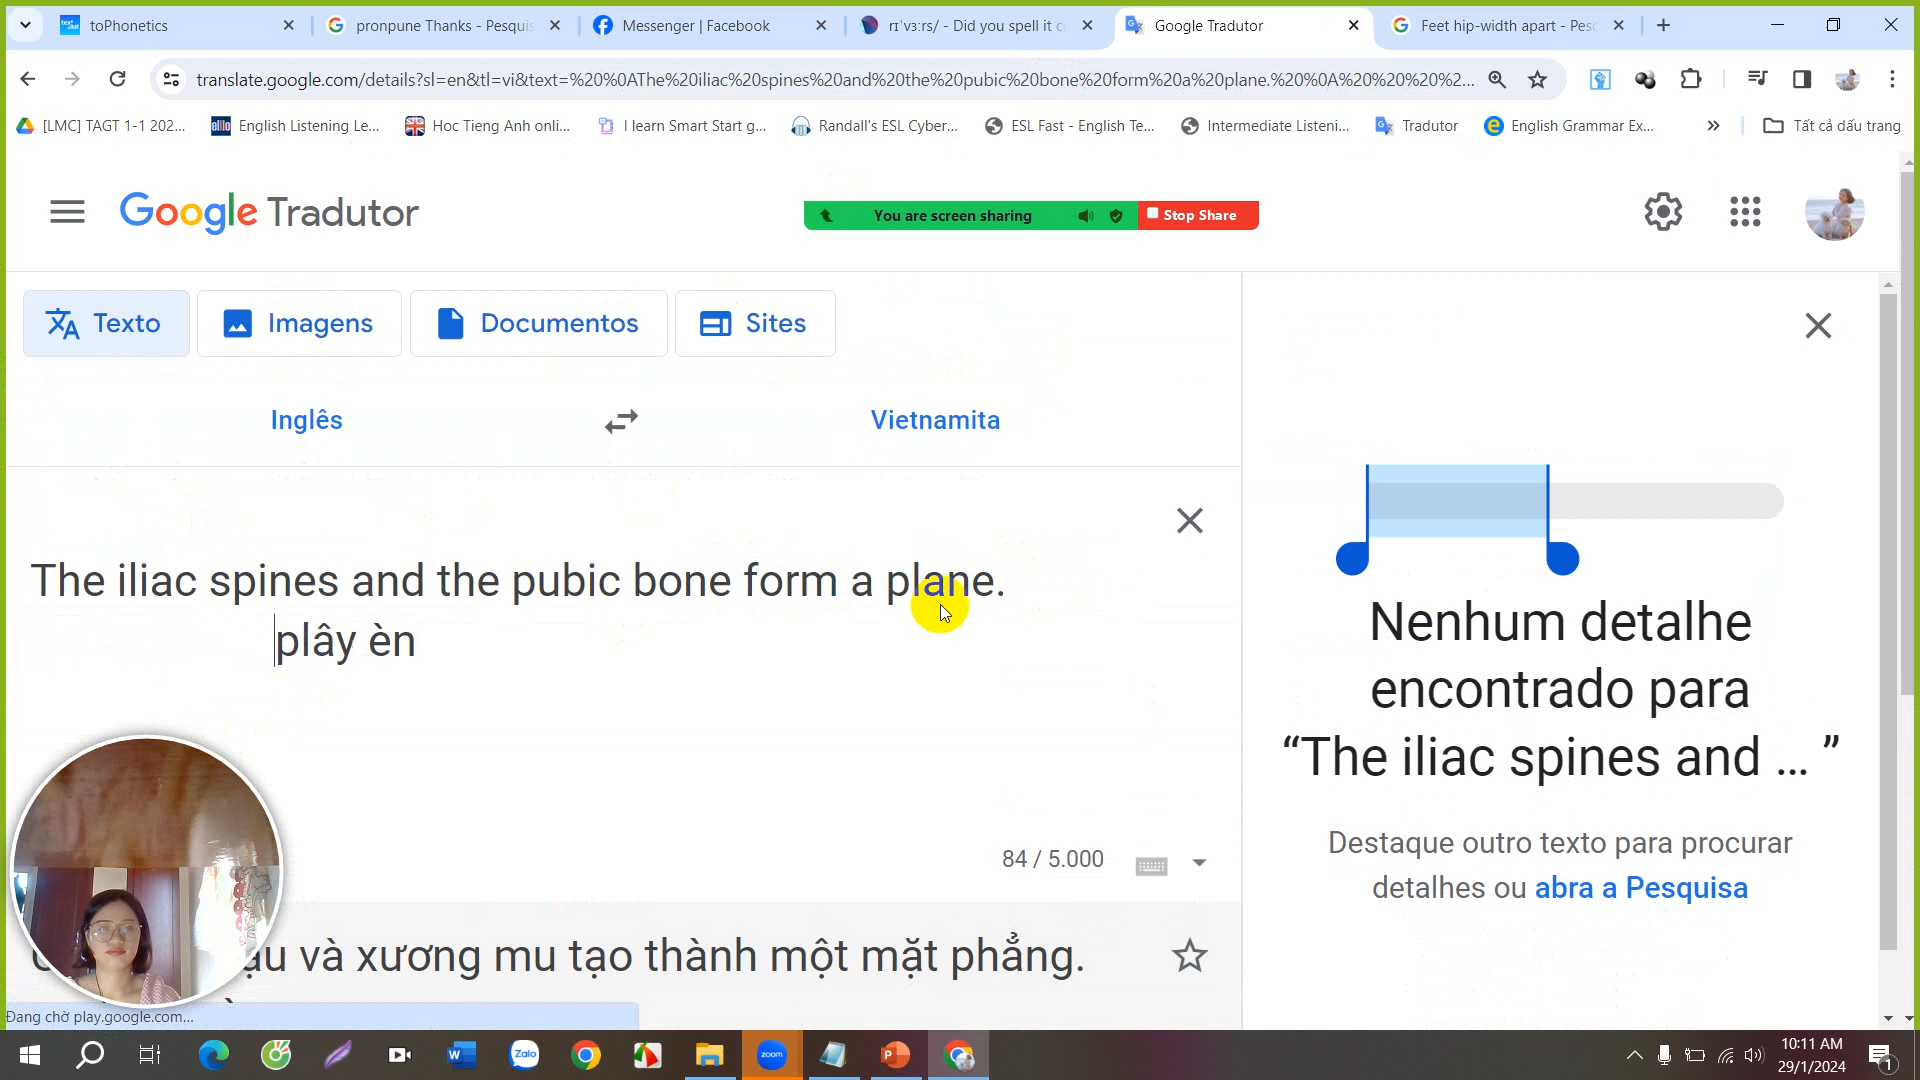 toPhonetics
pronpune Thanks - Pesquis
Messenger | Facebook
rɪˈvɜːrs/ - Did you spell it c
Google Tradutor
Feet hip-width apart - Pesc
translate.google.com/details?sl=en&tl=vi&text=%20%0AThe%20iliac%20spines%20and%20the%20pubic%20bone%20form%20a%20plane.%20%0A%20%20%20%2...
[LMC] TAGT 1-1 202...
English Listening Le...
Hoc Tieng Anh onli...
I learn Smart Start g...
Randall's ESL Cyber...
ESL Fast - English Te...
Intermediate Listeni...
Tradutor
English Grammar Ex...
Tất cả dấu trang
Google Tradutor
You are screen sharing
Stop Share
Texto
Imagens
Documentos
Sites
Inglês
Vietnamita
The iliac spines and the pubic bone form a plane.
plây èn
84 / 5.000
và xương mu tạo thành một mặt phẳng.
Nenhum detalhe
encontrado para
“The iliac spines and ... ”
Destaque outro texto para procurar
detalhes ou abra a Pesquisa
Đang chờ play.google.com...
Zalo
zoom
10:11 AM
29/1/2024
1